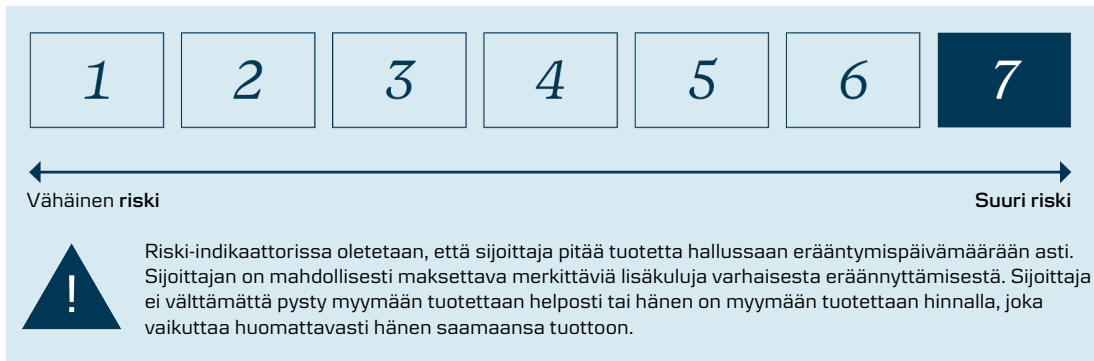 1 2 3 4 5 6 7
Vähäinen riski Suuri riski
Riski-indikaattorissa oletetaan, että sijoittaja pitää tuotetta hallussaan erääntymispäivämäärään asti.
Sijoittajan on mahdollisesti maksettava merkittäviä lisäkuluja varhaisesta eräännyttämisestä. Sijoittaja
ei välttämättä pysty myymään tuotettaan helposti tai hänen on myymään tuotettaan hinnalla, joka
vaikuttaa huomattavasti hänen saamaansa tuottoon.
!